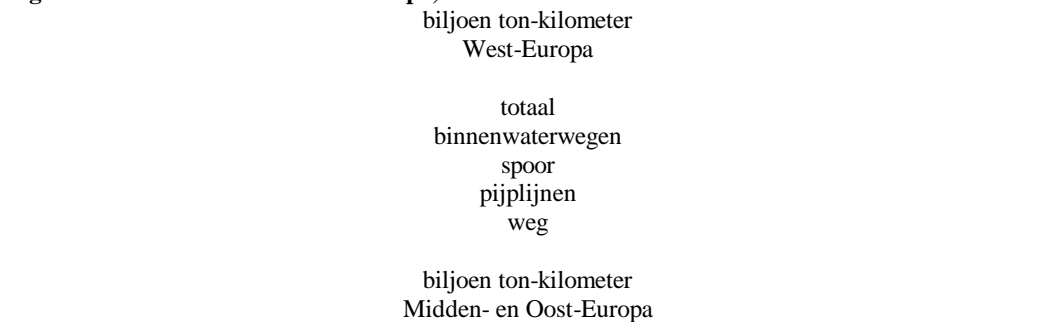 biljoen ton-kilometer
West-Europa
totaal
binnenwaterwegen
spoor
pijplijnen
weg
biljoen ton-kilometer
Midden- en Oost-Europa